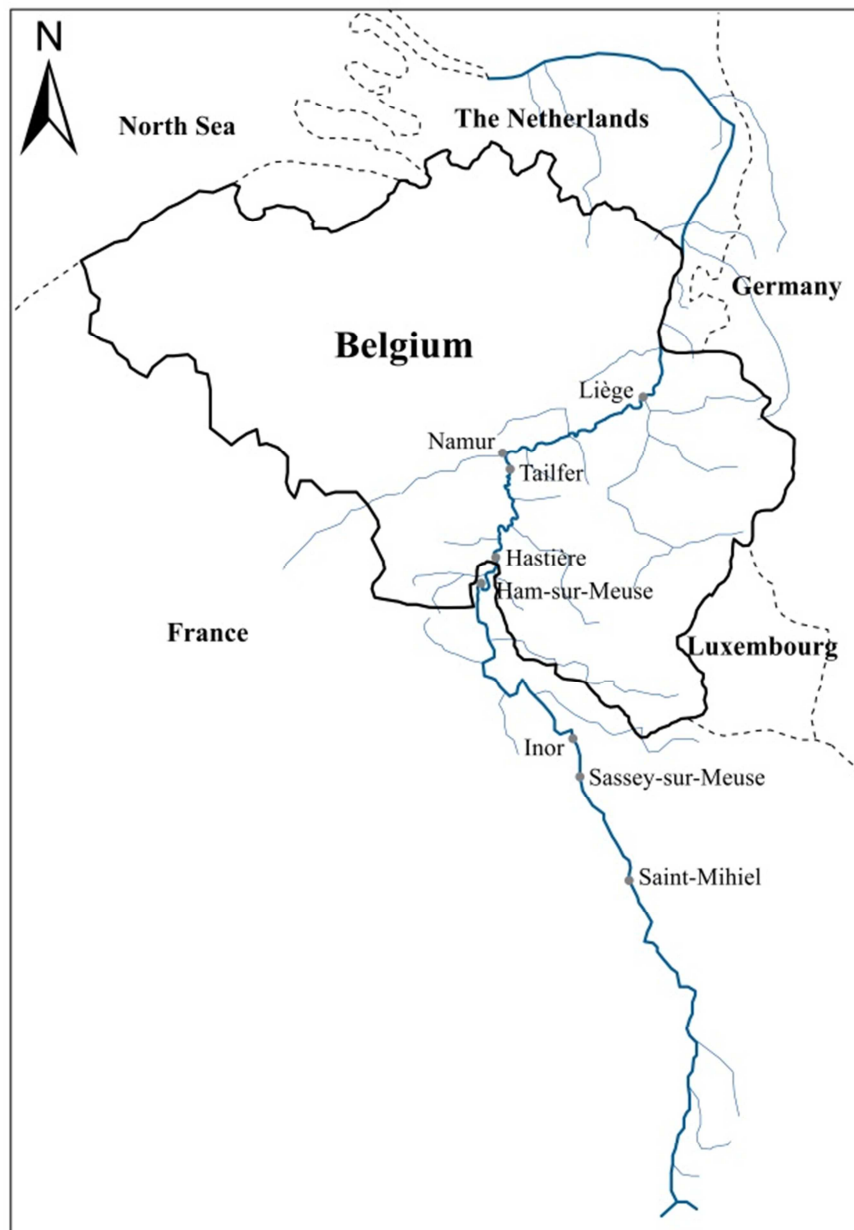 N
North Sea
The Netherlands
Germany
Belgium
Liège
Namur
Tailfer
Hastière
Ham-sur-Meuse
France
Luxembourg
Inor
Sassey-sur-Meuse
Saint-Mihiel